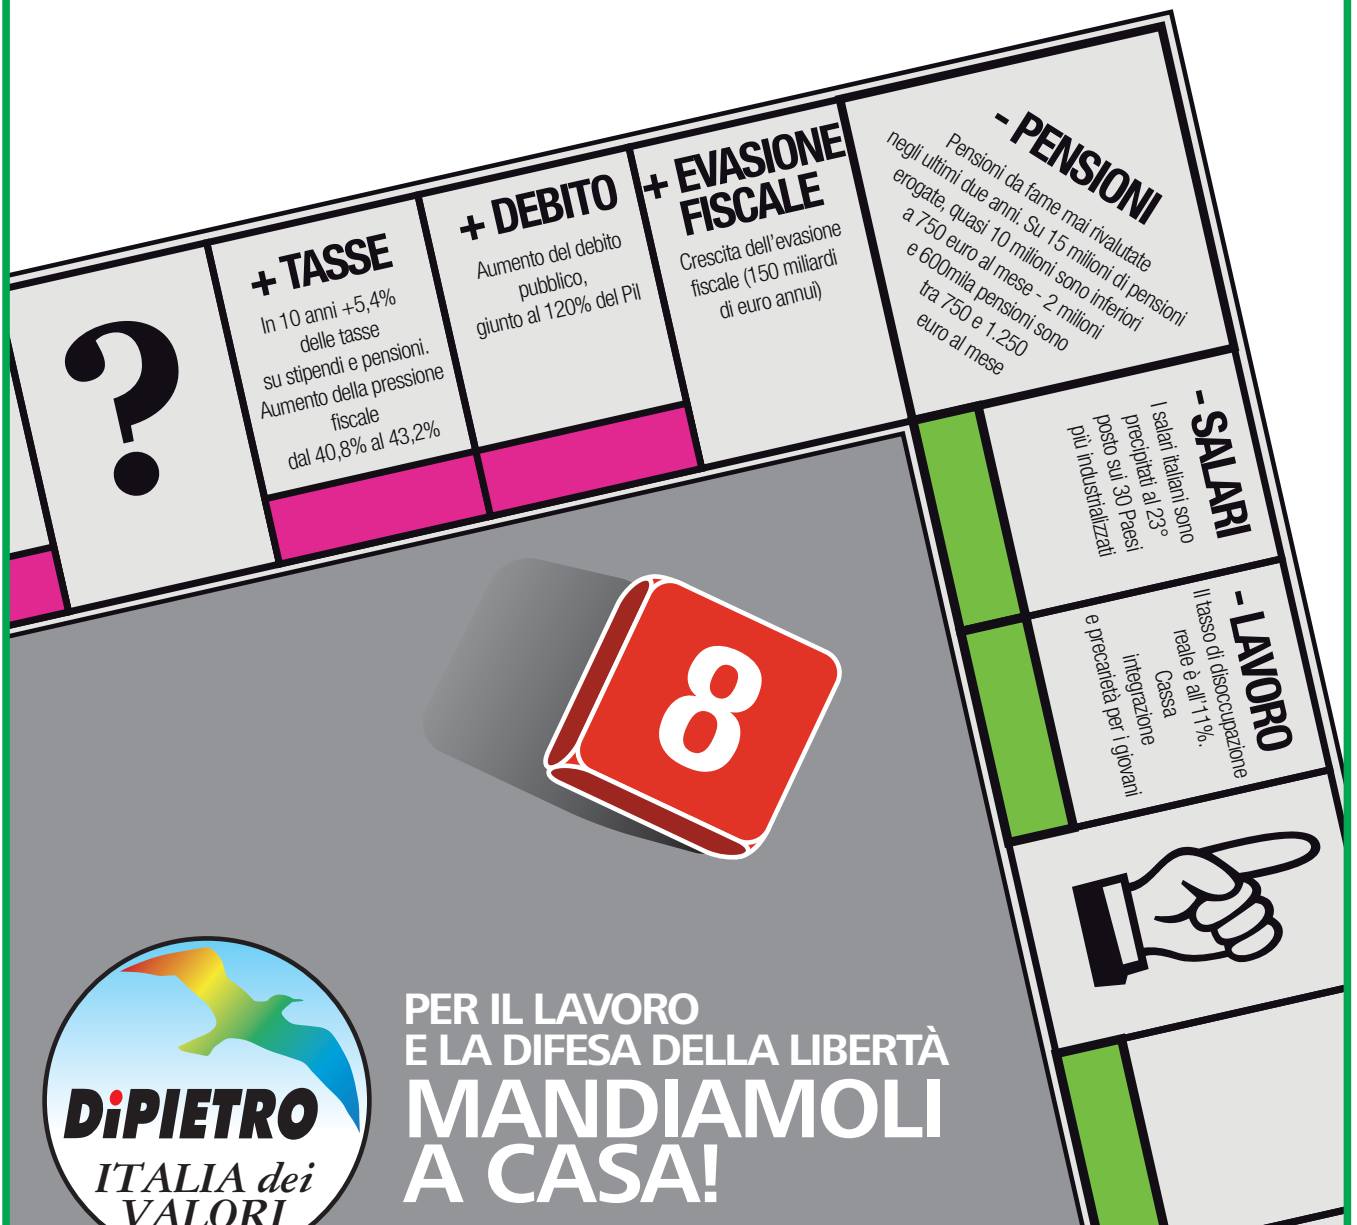 ?
+ TASSE
In 10 anni +5,4%
delle tasse
su stipendi e pensioni.
Aumento della pressione
fiscale
dal 40,8% al 43,2%
+ DEBITO
Aumento del debito
pubblico,
giunto al 120% del Pil
+ EVASIONE
FISCALE
Crescita dell'evasione
fiscale (150 miliardi
di euro annui)
- PENSIONI
Pensioni da fame mai rivalutate
negli ultimi due anni. Su 15 milioni di pensioni
erogate, quasi 10 milioni sono inferiori
a 750 euro al mese - 2 milioni
e 600mila pensioni sono
tra 750 e 1.250
euro al mese
- SALARI
I salari italiani sono
precipitati al 23°
posto sui 30 Paesi
più industrializzati
- LAVORO
Il tasso di disoccupazione
reale è all'11%.
Cassa
integrazione
e precarietà per i giovani
8
DiPIETRO
ITALIA dei
VALORI
PER IL LAVORO
E LA DIFESA DELLA LIBERTÀ
MANDIAMOLI
A CASA!